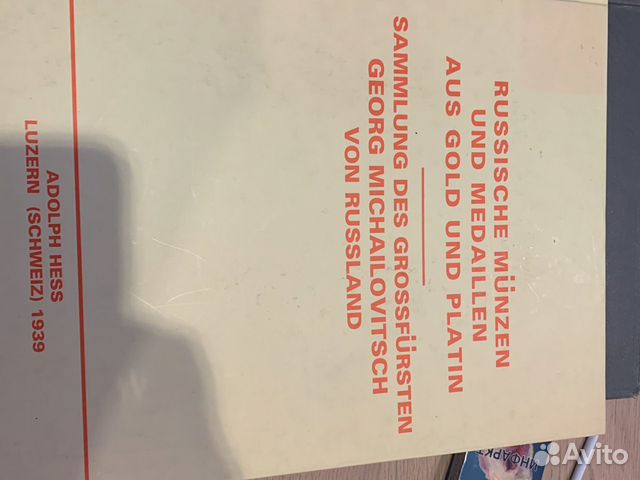 RUSSISCHE MÜNZEN
UND MEDAILLEN
AUS GOLD UND PLATIN
SAMMLUNG DES GROSSFÜRSTEN
GEORG MICHAILOVITSCH
VON RUSSLAND
ADOLPH HESS
LUZERN (SCHWEIZ) 1939
ИНФАРКТ
Avito